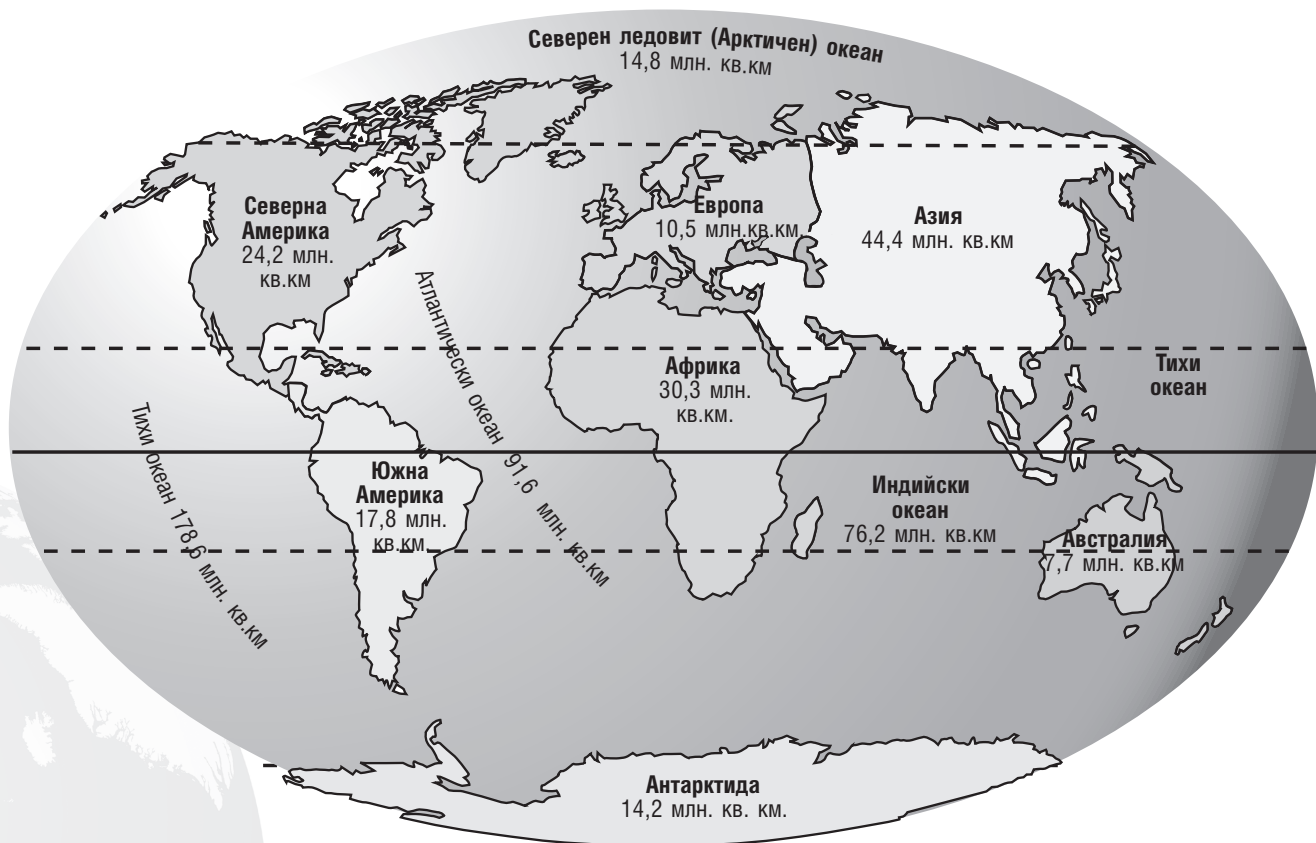 Северен ледовит (Арктичен) океан
14,8 млн. кв.км
Северна
Америка
24,2 млн.
кв.км
Европа
10,5 млн.кв.км.
Азия
44,4 млн. кв.км
Атлантически океан 91,6 млн. кв.км
Африка
30,3 млн.
кв.км.
Тихи
океан
Тихи океан 178,6 млн. кв.км
Южна
Америка
17,8 млн.
кв.км.
Индийски
океан
76,2 млн. кв.км
Австралия
7,7 млн. кв.км
Антарктида
14,2 млн. кв. км.